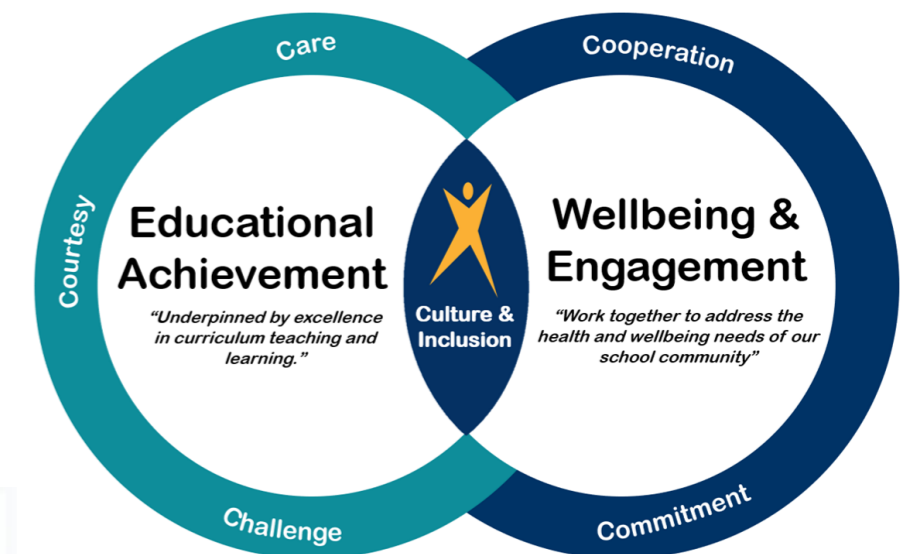 Care
Cooperation
Courtesy
Educational
Achievement
“Underpinned by excellence
in curriculum teaching and
learning.”
Culture &
Inclusion
Wellbeing &
Engagement
“Work together to address the
health and wellbeing needs of our
school community”
Challenge
Commitment